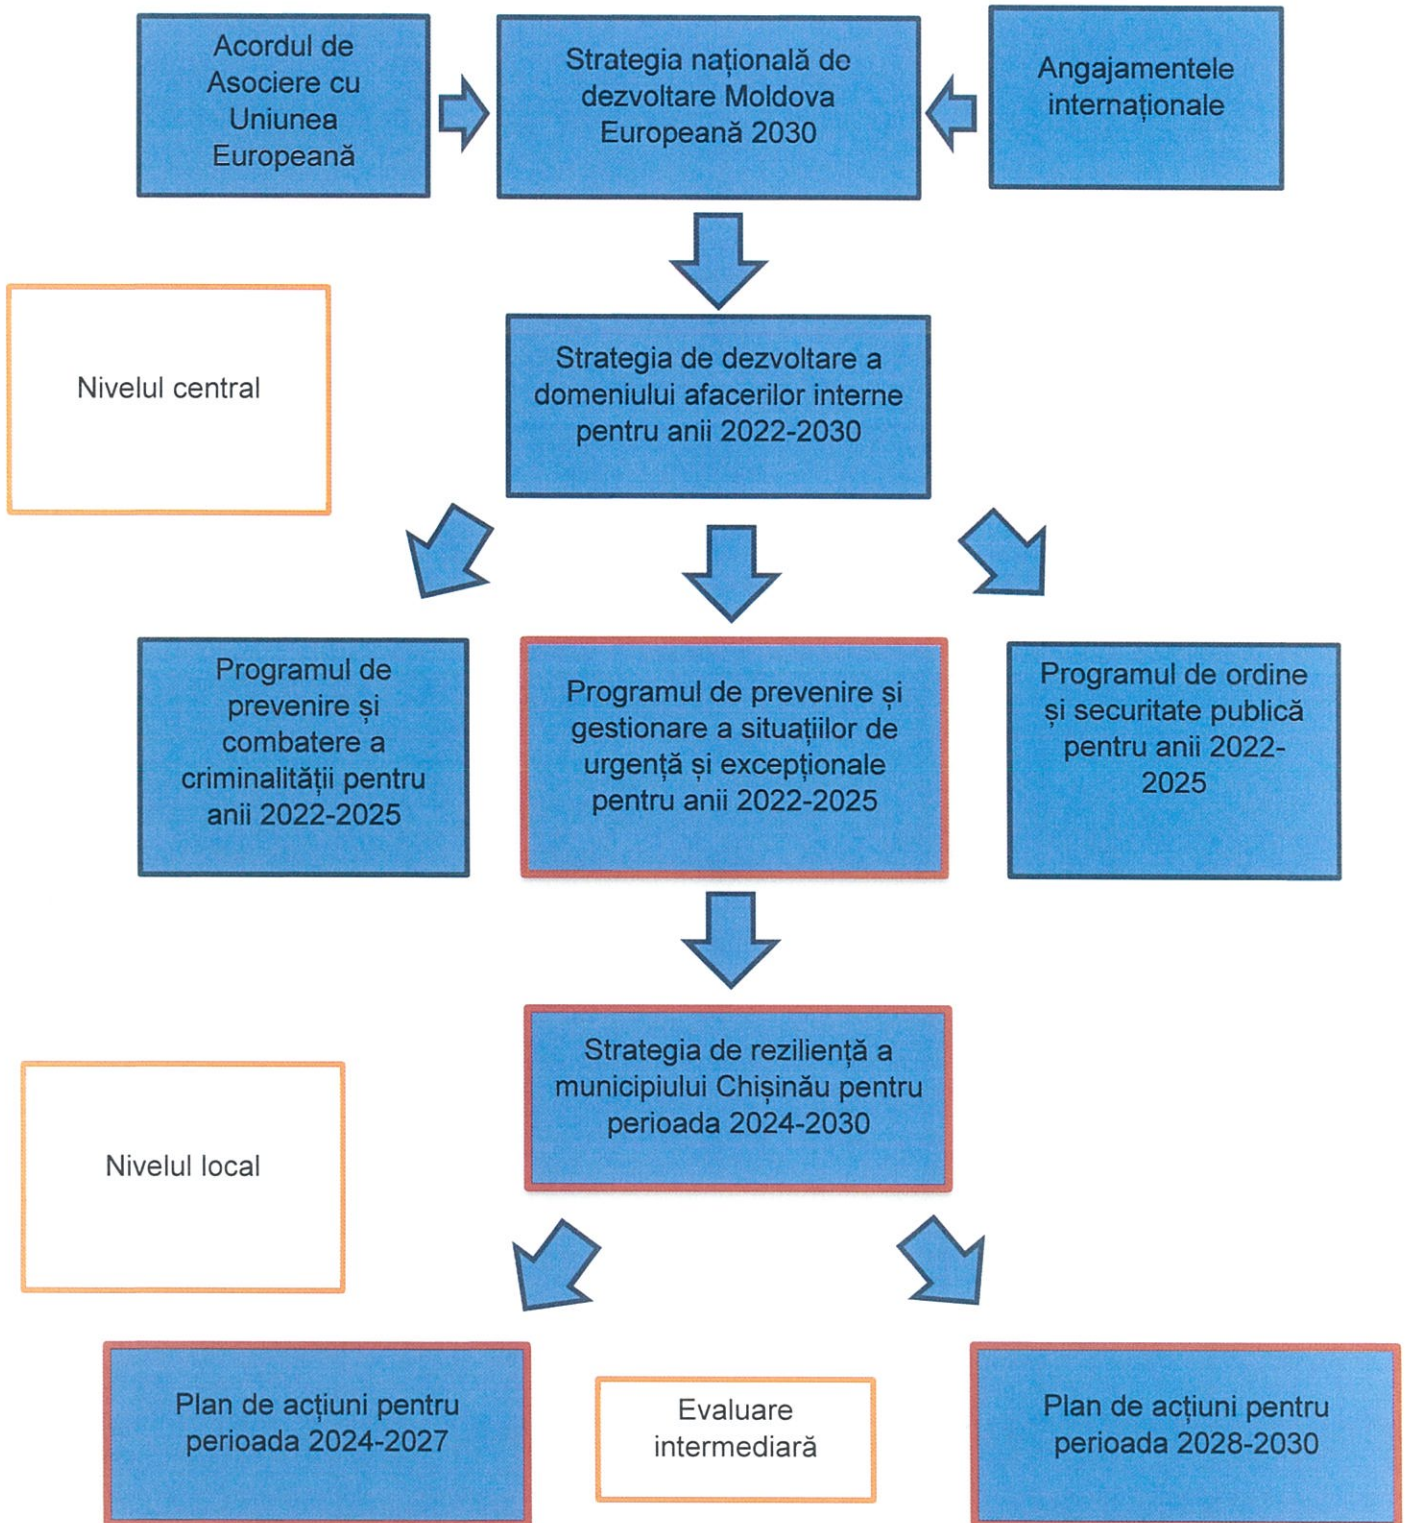 Acordul de
Asociere cu
Uniunea
Europeană
Strategia națională de
dezvoltare Moldova
Europeană 2030
Angajamentele
internaționale
Nivelul central
Strategia de dezvoltare a
domeniului afacerilor interne
pentru anii 2022-2030
Programul de
prevenire și
combatere a
criminalității pentru
anii 2022-2025
Programul de prevenire și
gestionare a situațiilor de
urgență și excepționale
pentru anii 2022-2025
Programul de ordine
și securitate publică
pentru anii 2022-
2025
Strategia de reziliență a
municipiului Chișinău pentru
perioada 2024-2030
Nivelul local
Plan de acțiuni pentru
perioada 2024-2027
Evaluare
intermediară
Plan de acțiuni pentru
perioada 2028-2030